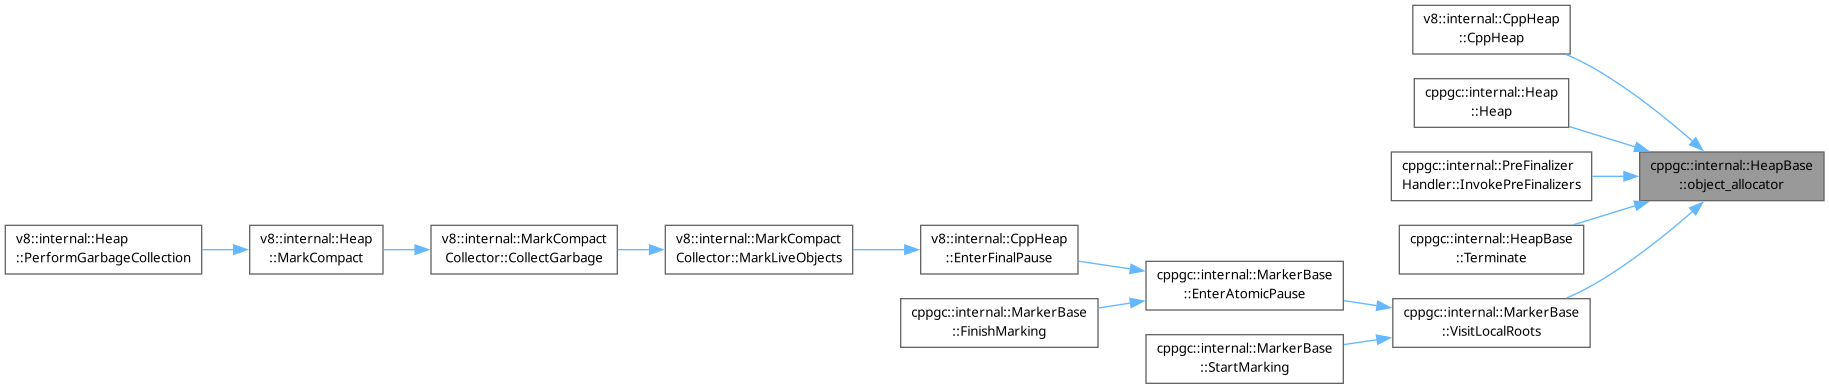 v8::internal::CppHeap
::CppHeap
cppgc::internal::Heap
::Heap
cppgc::internal::PreFinalizer
Handler::InvokePreFinalizers
cppgc::internal::HeapBase
::object_allocator
v8::internal::Heap
::PerformGarbageCollection
v8::internal::Heap
::MarkCompact
v8::internal::MarkCompact
Collector::CollectGarbage
v8::internal::MarkCompact
Collector::MarkLiveObjects
v8::internal::CppHeap
::EnterFinalPause
cppgc::internal::HeapBase
::Terminate
cppgc::internal::MarkerBase
::EnterAtomicPause
cppgc::internal::MarkerBase
::FinishMarking
cppgc::internal::MarkerBase
::VisitLocalRoots
cppgc::internal::MarkerBase
::StartMarking